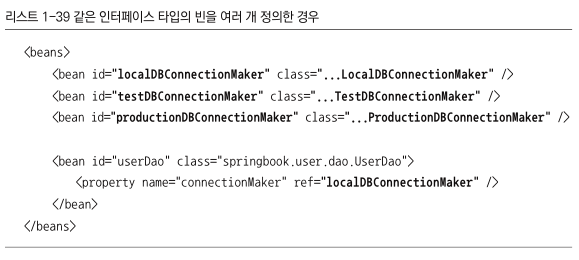 리스트 1-39 같은 인터페이스 타입의 빈을 여러 개 정의한 경우
<beans>
<bean id="localDBConnectionMaker" class="...LocalDBConnectionMaker" />
<bean id="testDBConnectionMaker" class="...TestDBConnectionMaker" />
<bean id="productionDBConnectionMaker" class="...ProductionDBConnectionMaker" />
<bean id="userDao" class="springbook.user.dao.UserDao">
<property name="connectionMaker" ref="localDBConnectionMaker" />
</bean>
</beans>